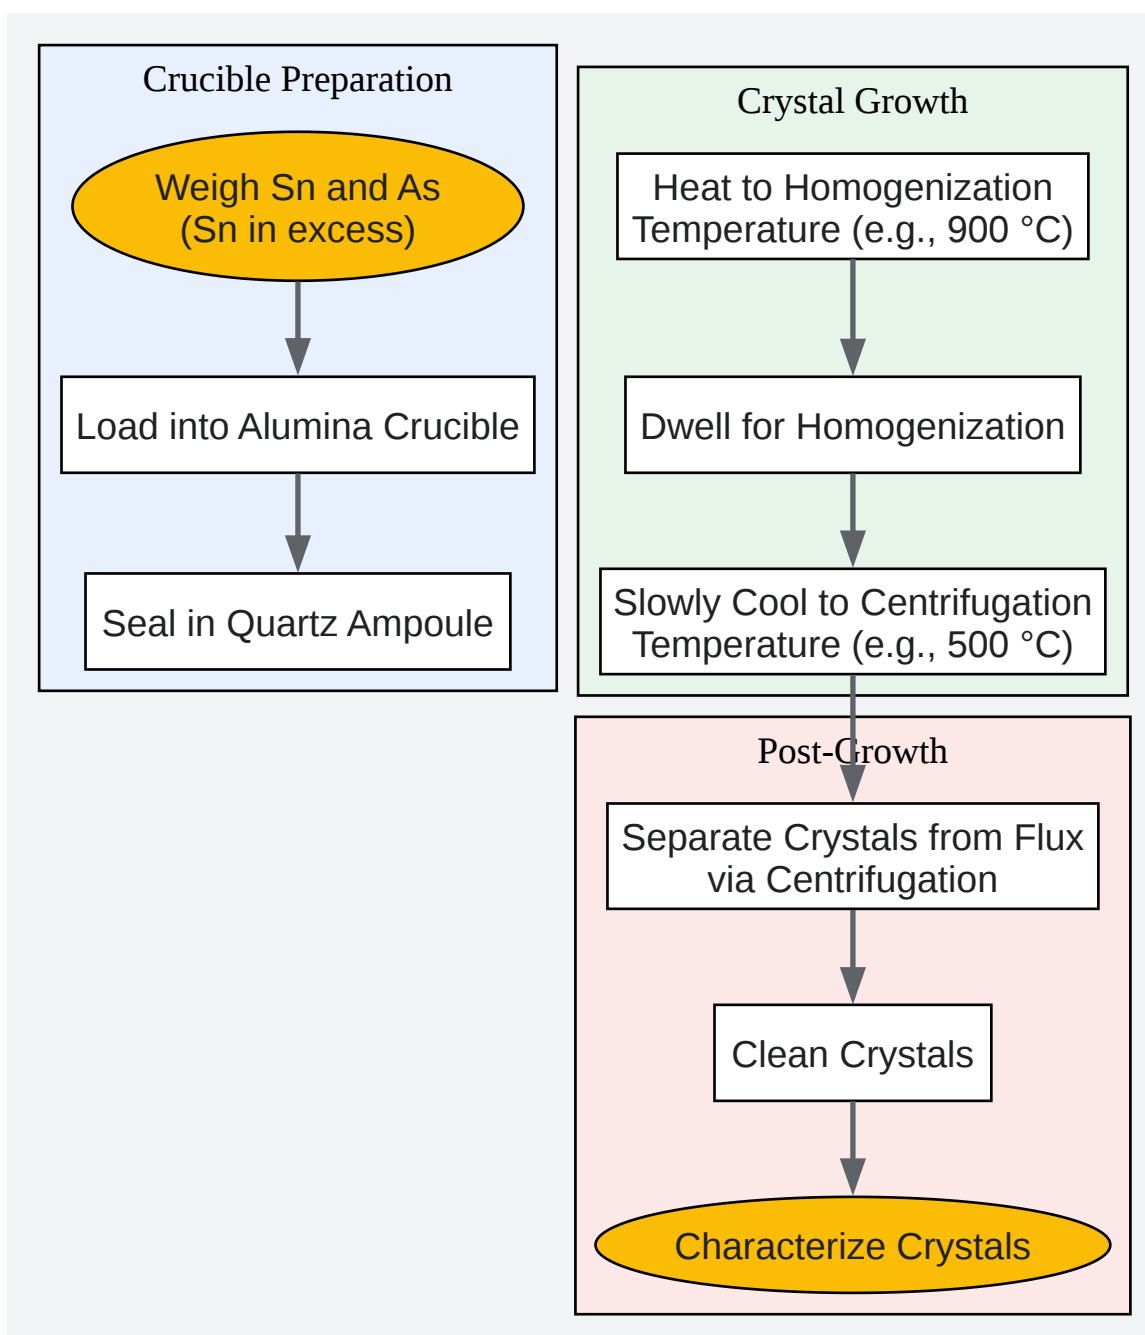 Crucible Preparation
Weigh Sn and As
(Sn in excess)
Load into Alumina Crucible
Seal in Quartz Ampoule
Crystal Growth
Heat to Homogenization
Temperature (e.g., 900 °C)
Dwell for Homogenization
Slowly Cool to Centrifugation
Temperature (e.g., 500 °C)
Post-Growth
Separate Crystals from Flux
via Centrifugation
Clean Crystals
Characterize Crystals